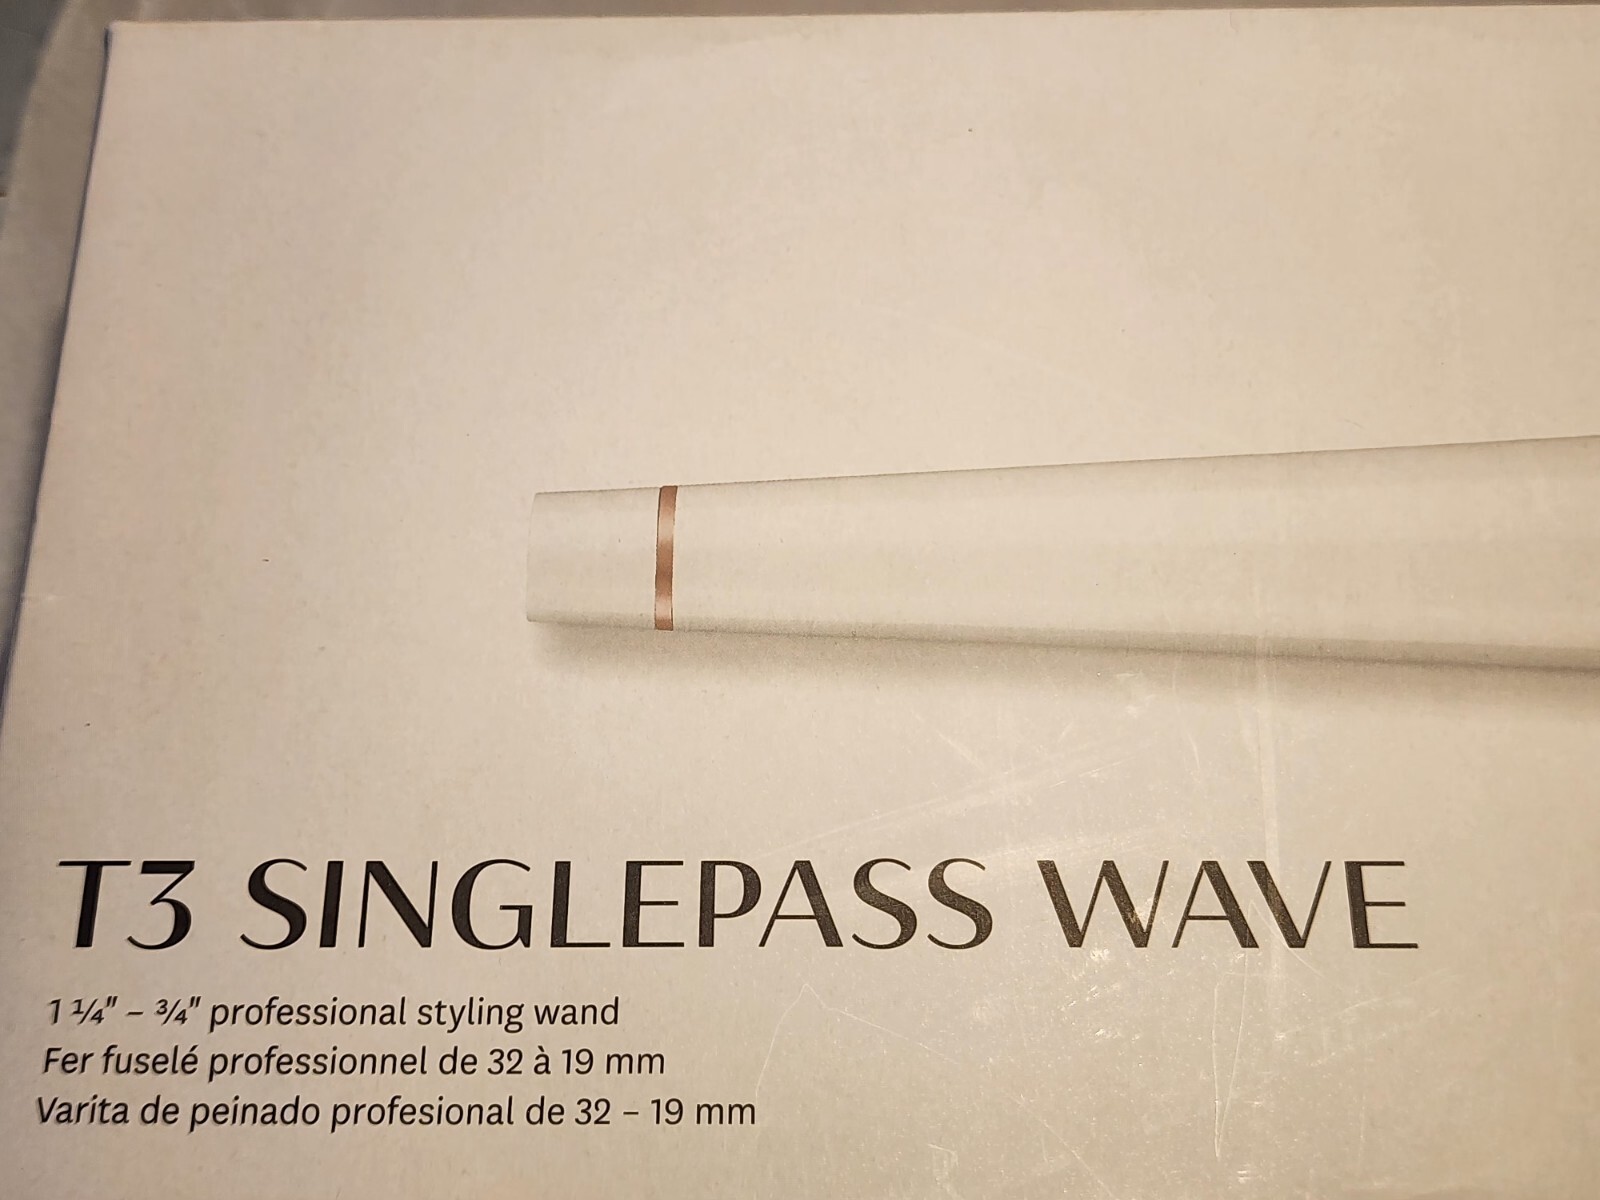 T3 SINGLEPASS WAVE
1 ¼" – ¾" professional styling wand
Fer fuselé professionnel de 32 à 19 mm
Varita de peinado profesional de 32 – 19 mm